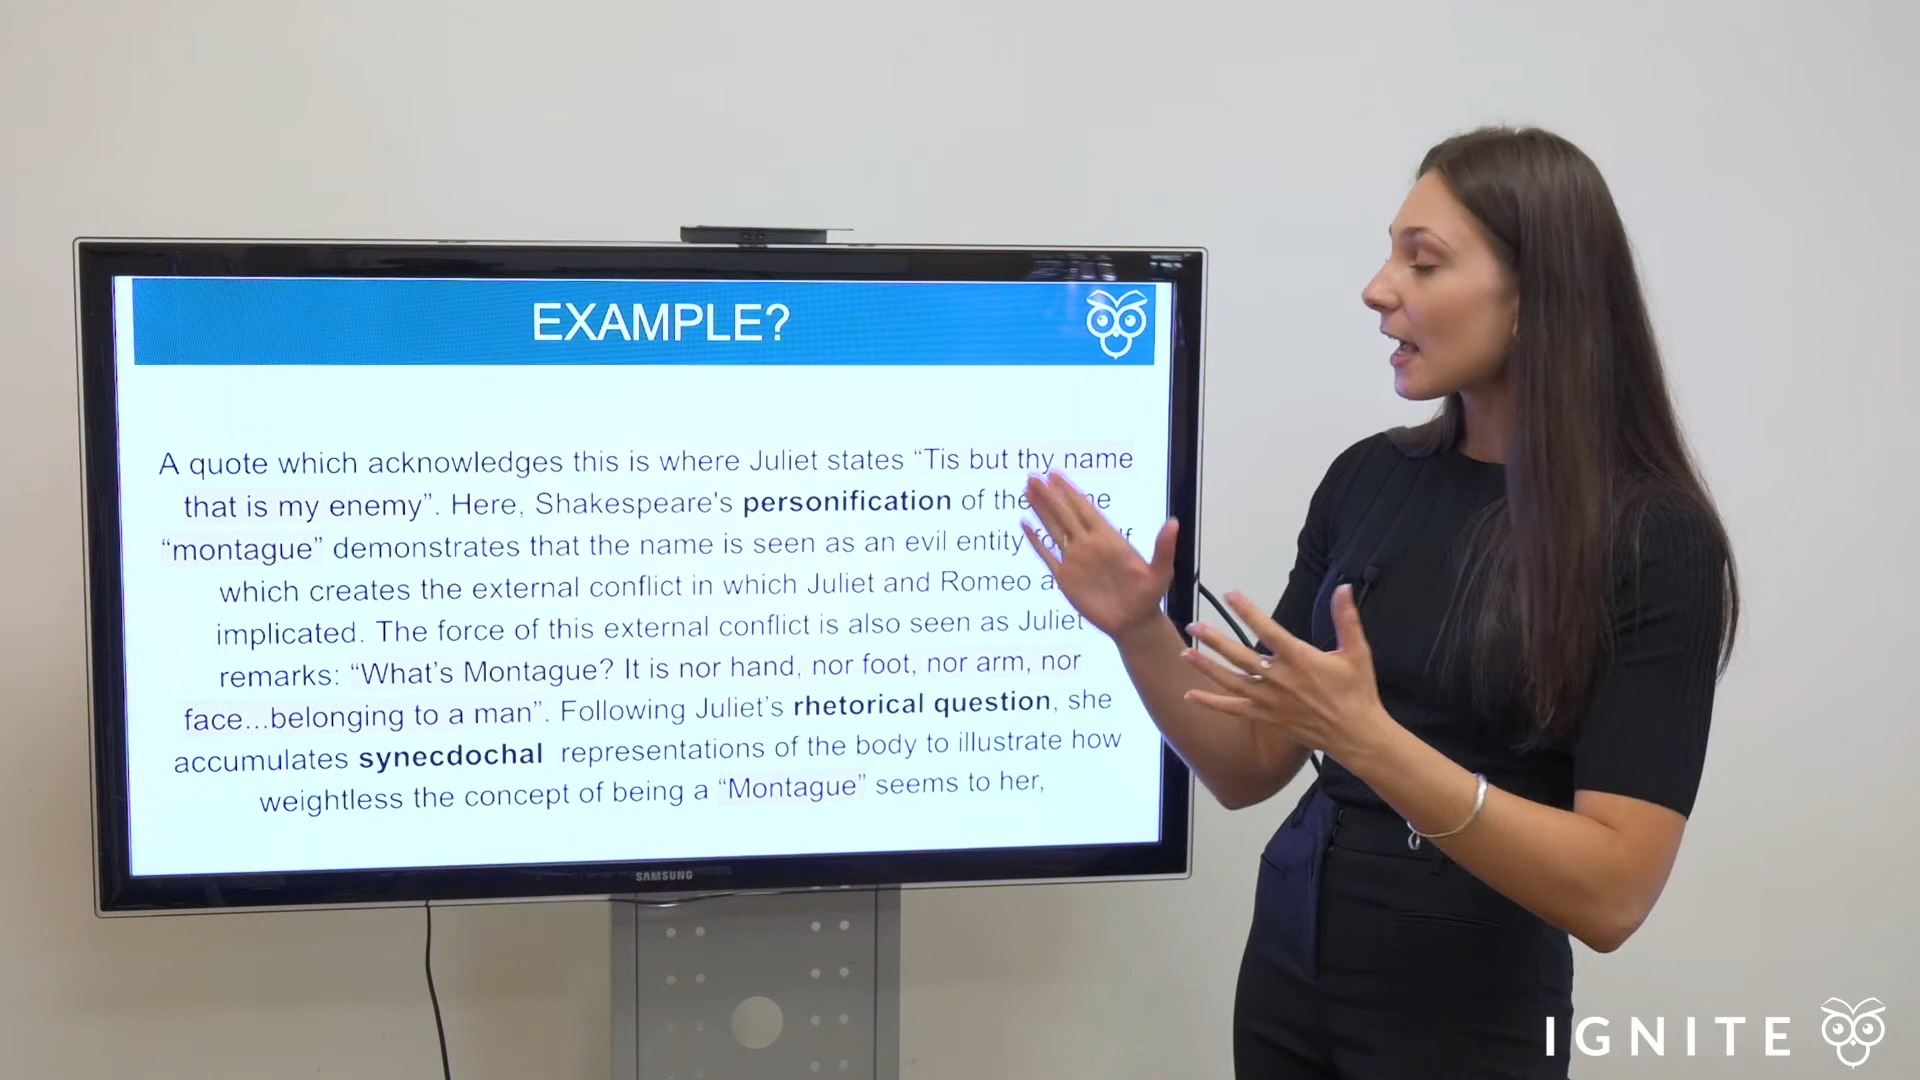 EXAMPLE?
A quote which acknowledges this is where Juliet states “Tis but thy name
that is my enemy”. Here, Shakespeare's personification of the
“montague” demonstrates that the name is seen as an evil entity
which creates the external conflict in which Juliet and Romeo
implicated. The force of this external conflict is also seen as Juliet
remarks: “What’s Montague? It is nor hand, nor foot, nor arm, nor
face...belonging to a man”. Following Juliet’s rhetorical question, she
accumulates synecdochal representations of the body to illustrate how
weightless the concept of being a “Montague” seems to her,
SAMSUNG
IGNITE